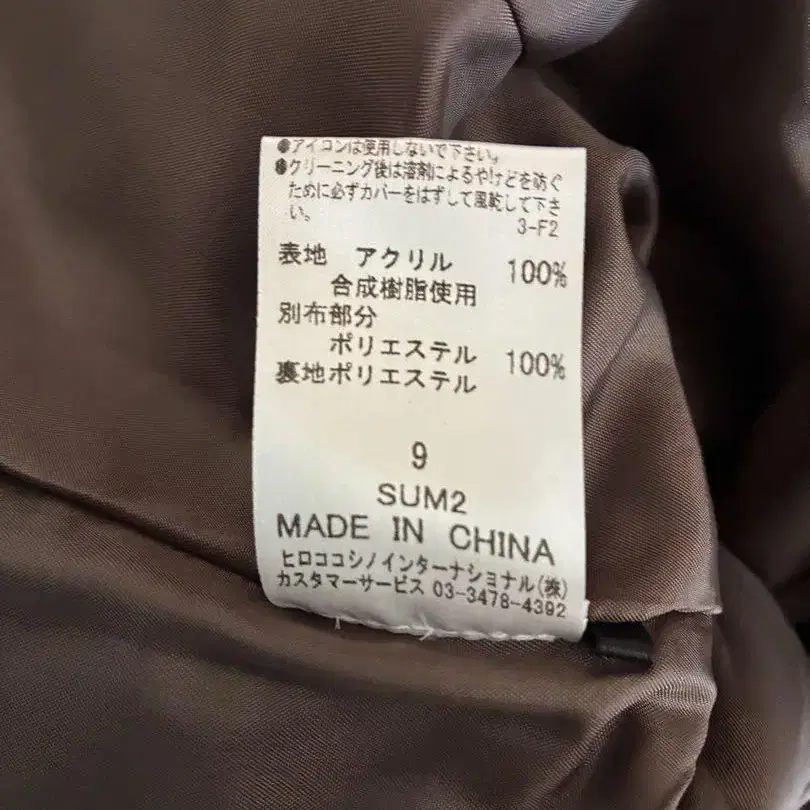 ●アイロンは使用しないで下さい。
●クリーニング後は溶剤によるやけどを防ぐ
ために必ずカバーをはずして風乾して下さ
い。
3-F2
表地 アクリル 100%
合成樹脂使用
別布部分
ポリエステル 100%
裏地ポリエステル
9
SUM2
MADE IN CHINA
ヒロココシノインターナショナル(株)
カスタマーサービス 03-3478-4392